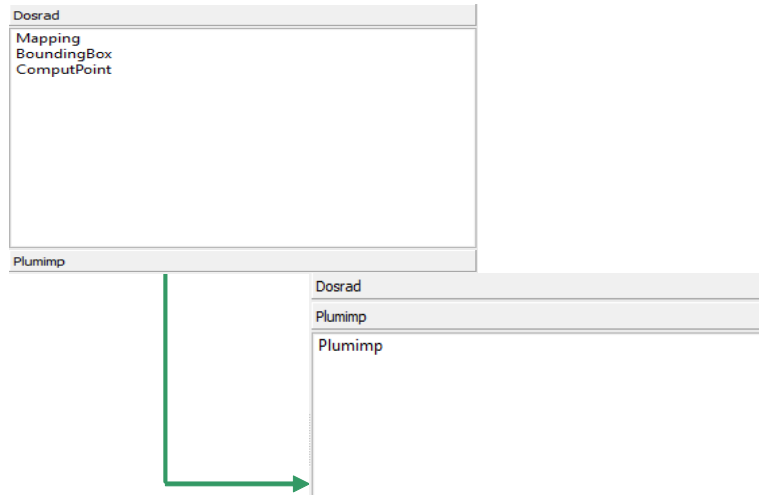 Dosrad
Mapping
BoundingBox
ComputPoint
Plumimp
Dosrad
Plumimp
Plumimp